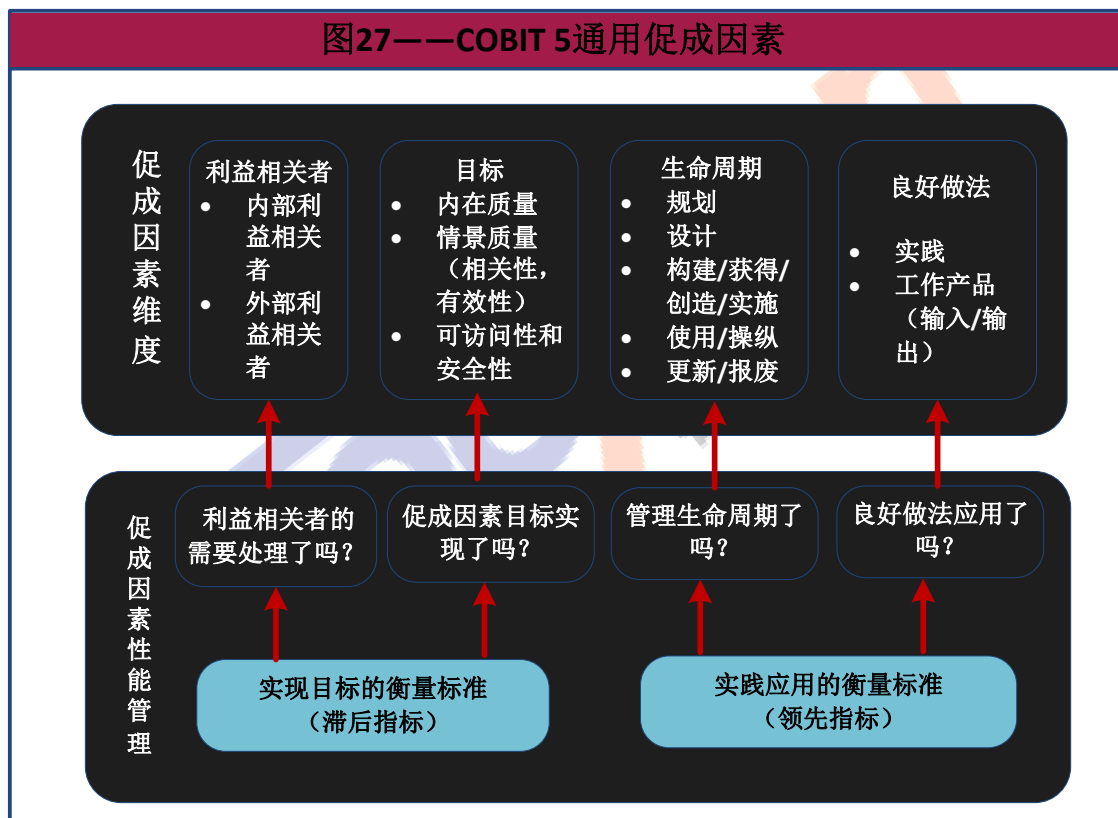 图27——COBIT 5通用促成因素
促成因素维度
利益相关者
• 内部利
益相关
者
• 外部利
益相关
者
目标
• 内在质量
• 情景质量
（相关性，
有效性）
• 可访问性和
安全性
生命周期
• 规划
• 设计
• 构建/获得/
创造/实施
• 使用/操纵
• 更新/报废
良好做法
• 实践
• 工作产品
（输入/输
出）
促成因素性能管理
利益相关者的
需要处理了吗？
促成因素目标实
现了吗？
管理生命周期了
吗？
良好做法应用了
吗？
实现目标的衡量标准
（滞后指标）
实践应用的衡量标准
（领先指标）